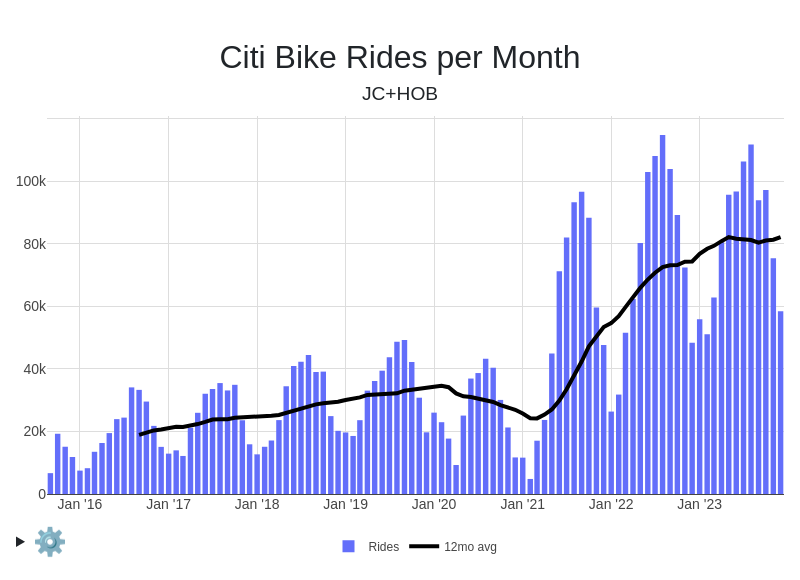 Citi Bike Rides per Month
JC+HOB
100k
80k
60k
40k
20k
0
Jan '16 Jan '17 Jan '18 Jan '19 Jan '20 Jan '21 Jan '22 Jan '23
Rides 12mo avg